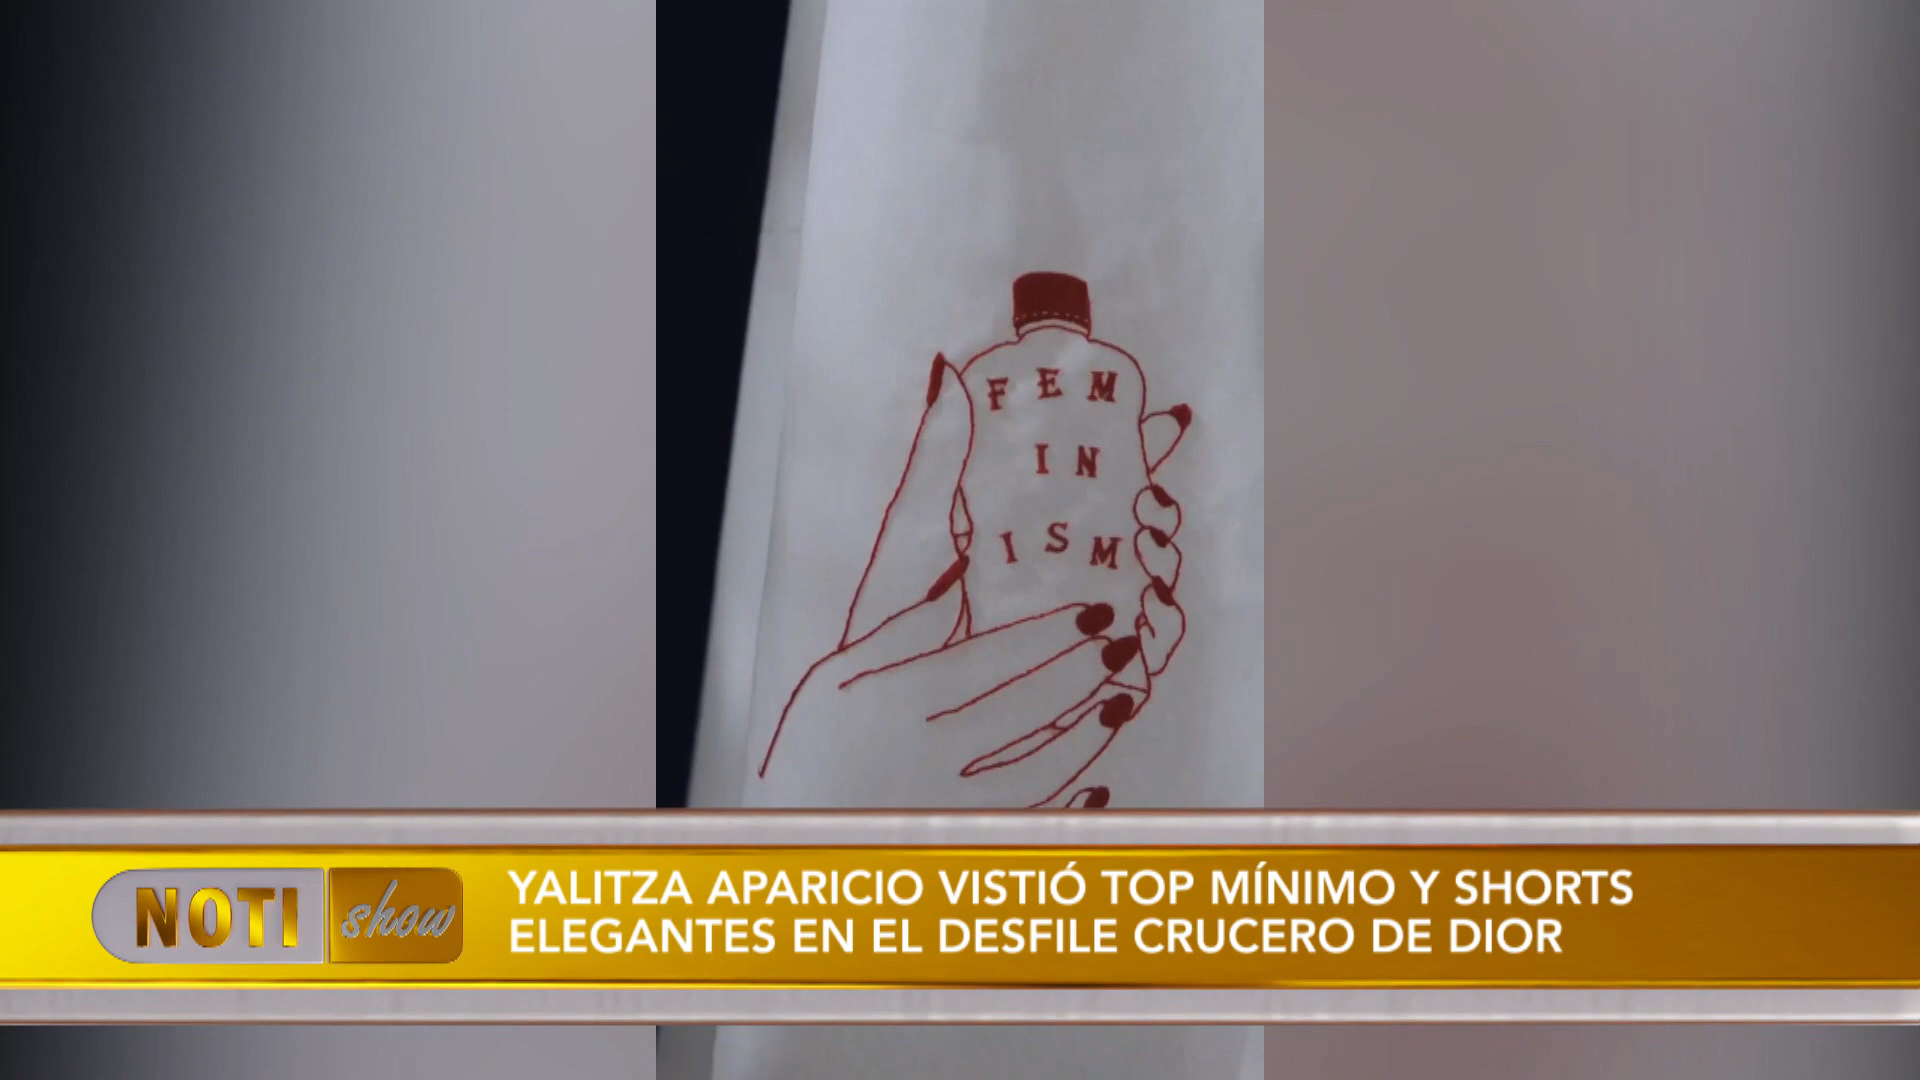 FEM
IN
ISM
NOTI
show
YALITZA APARICIO VISTIÓ TOP MÍNIMO Y SHORTS
ELEGANTES EN EL DESFILE CRUCERO DE DIOR